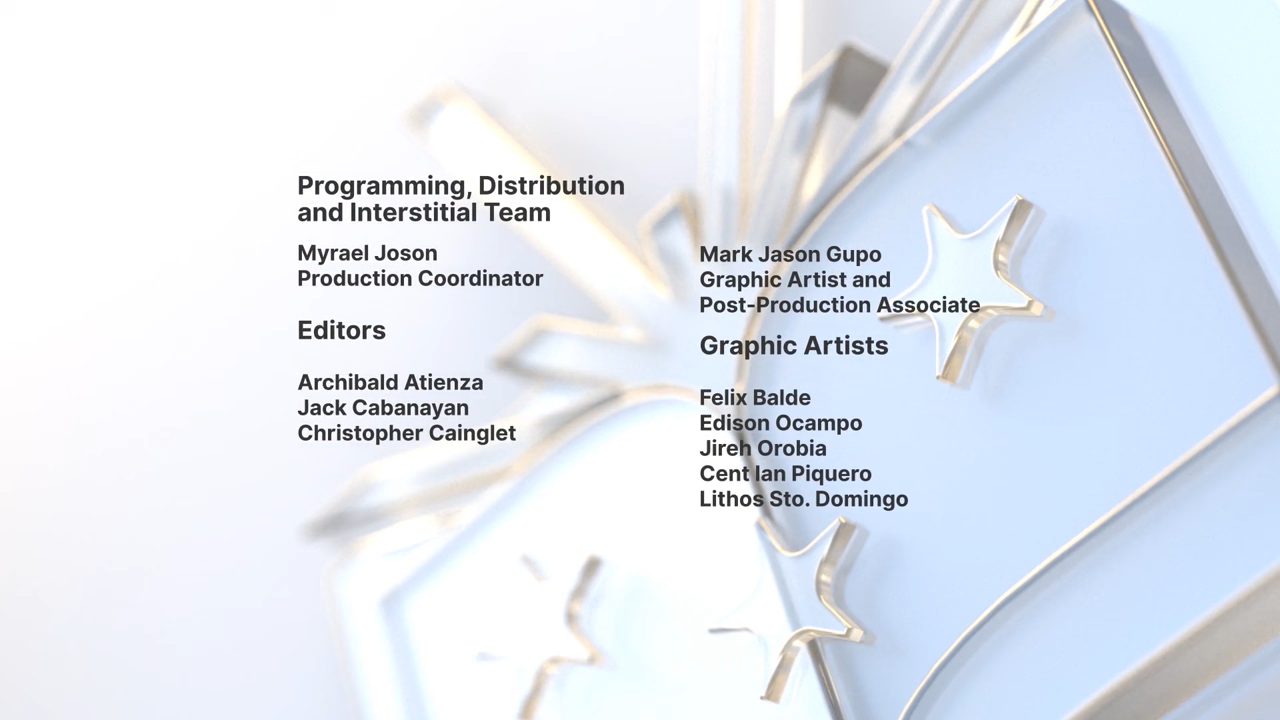 Programming, Distribution
and Interstitial Team
Myrael Joson
Production Coordinator
Editors
Archibald Atienza
Jack Cabanayan
Christopher Cainglet
Mark Jason Gupo
Graphic Artist and
Post-Production Associate
Graphic Artists
Felix Balde
Edison Ocampo
Jireh Orobia
Cent Ian Piquero
Lithos Sto. Domingo